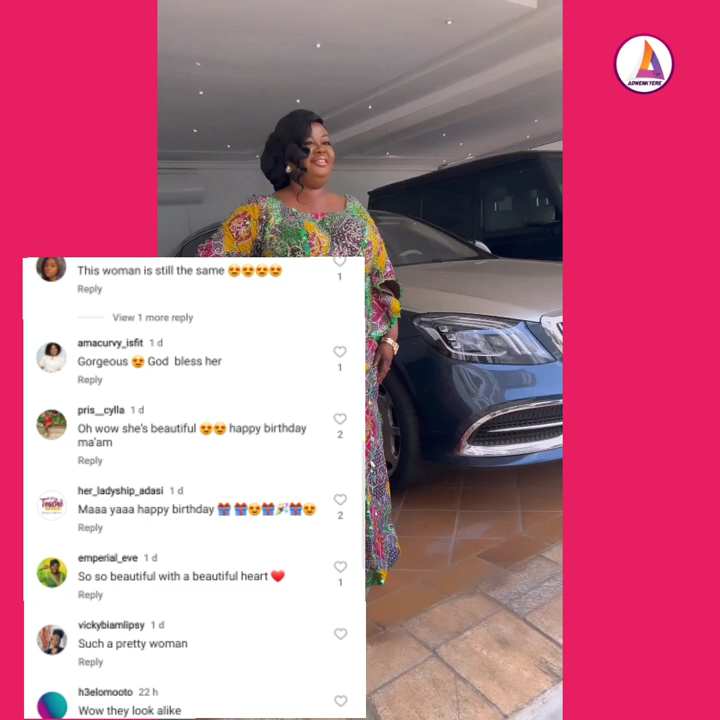 ADWENKYERE
This woman is still the same 😍😍😍😍
1
Reply
View 1 more reply
amacurvy_isfit 1 d
Gorgeous 😍 God bless her
1
Reply
pris__cylla 1 d
Oh wow she's beautiful 😍😍 happy birthday
ma'am
2
Reply
her_ladyship_adasi 1 d
Maaa yaaa happy birthday 🎁 🎁😍🎁🎉🎁😍
2
Reply
emperial_eve 1 d
So so beautiful with a beautiful heart ❤️
1
Reply
vickybiamlipsy 1 d
Such a pretty woman
Reply
h3elomooto 22 h
Wow they look alike